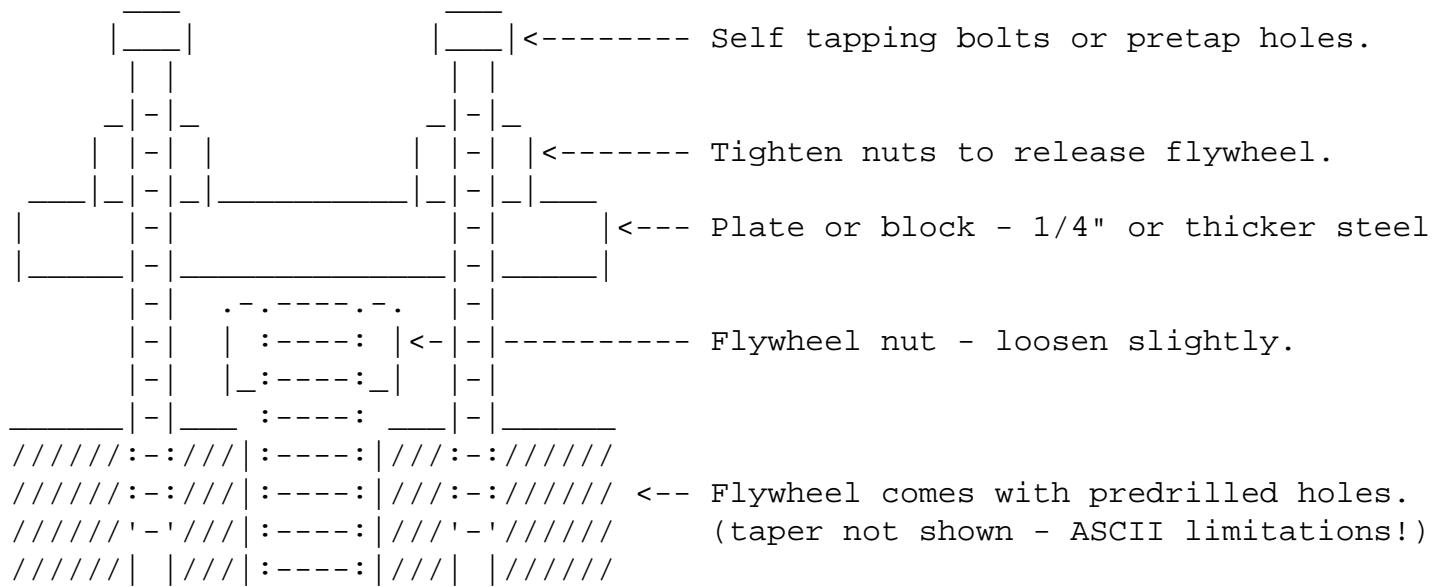 <-------- Self tapping bolts or pretap holes.
<------- Tighten nuts to release flywheel.
<--- Plate or block - 1/4" or thicker steel
<-|-|---------- Flywheel nut - loosen slightly.
<-- Flywheel comes with predrilled holes.
(taper not shown - ASCII limitations!)